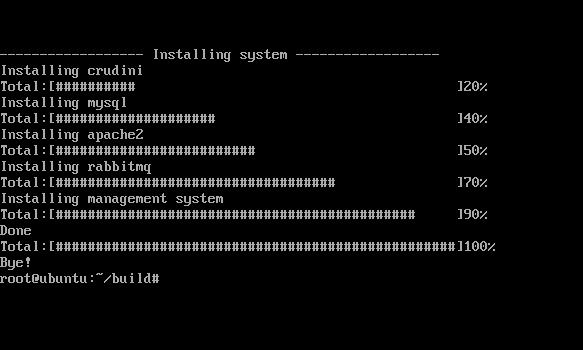 ------------------ Installing system ------------------
Installing crudini
Total:[##########                                        ]20%
Installing mysql
Total:[####################                              ]40%
Installing apache2
Total:[#########################                         ]50%
Installing rabbitmq
Total:[###################################               ]70%
Installing management system
Total:[#############################################     ]90%
Done
Total:[##################################################]100%
Bye!
root@ubuntu:~/build#